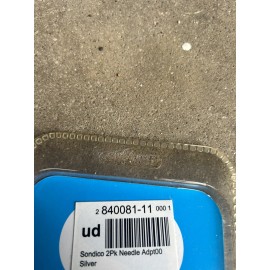 2 840081-11 000 1
ud
Sondico 2Pk Needle Adpt00
Silver